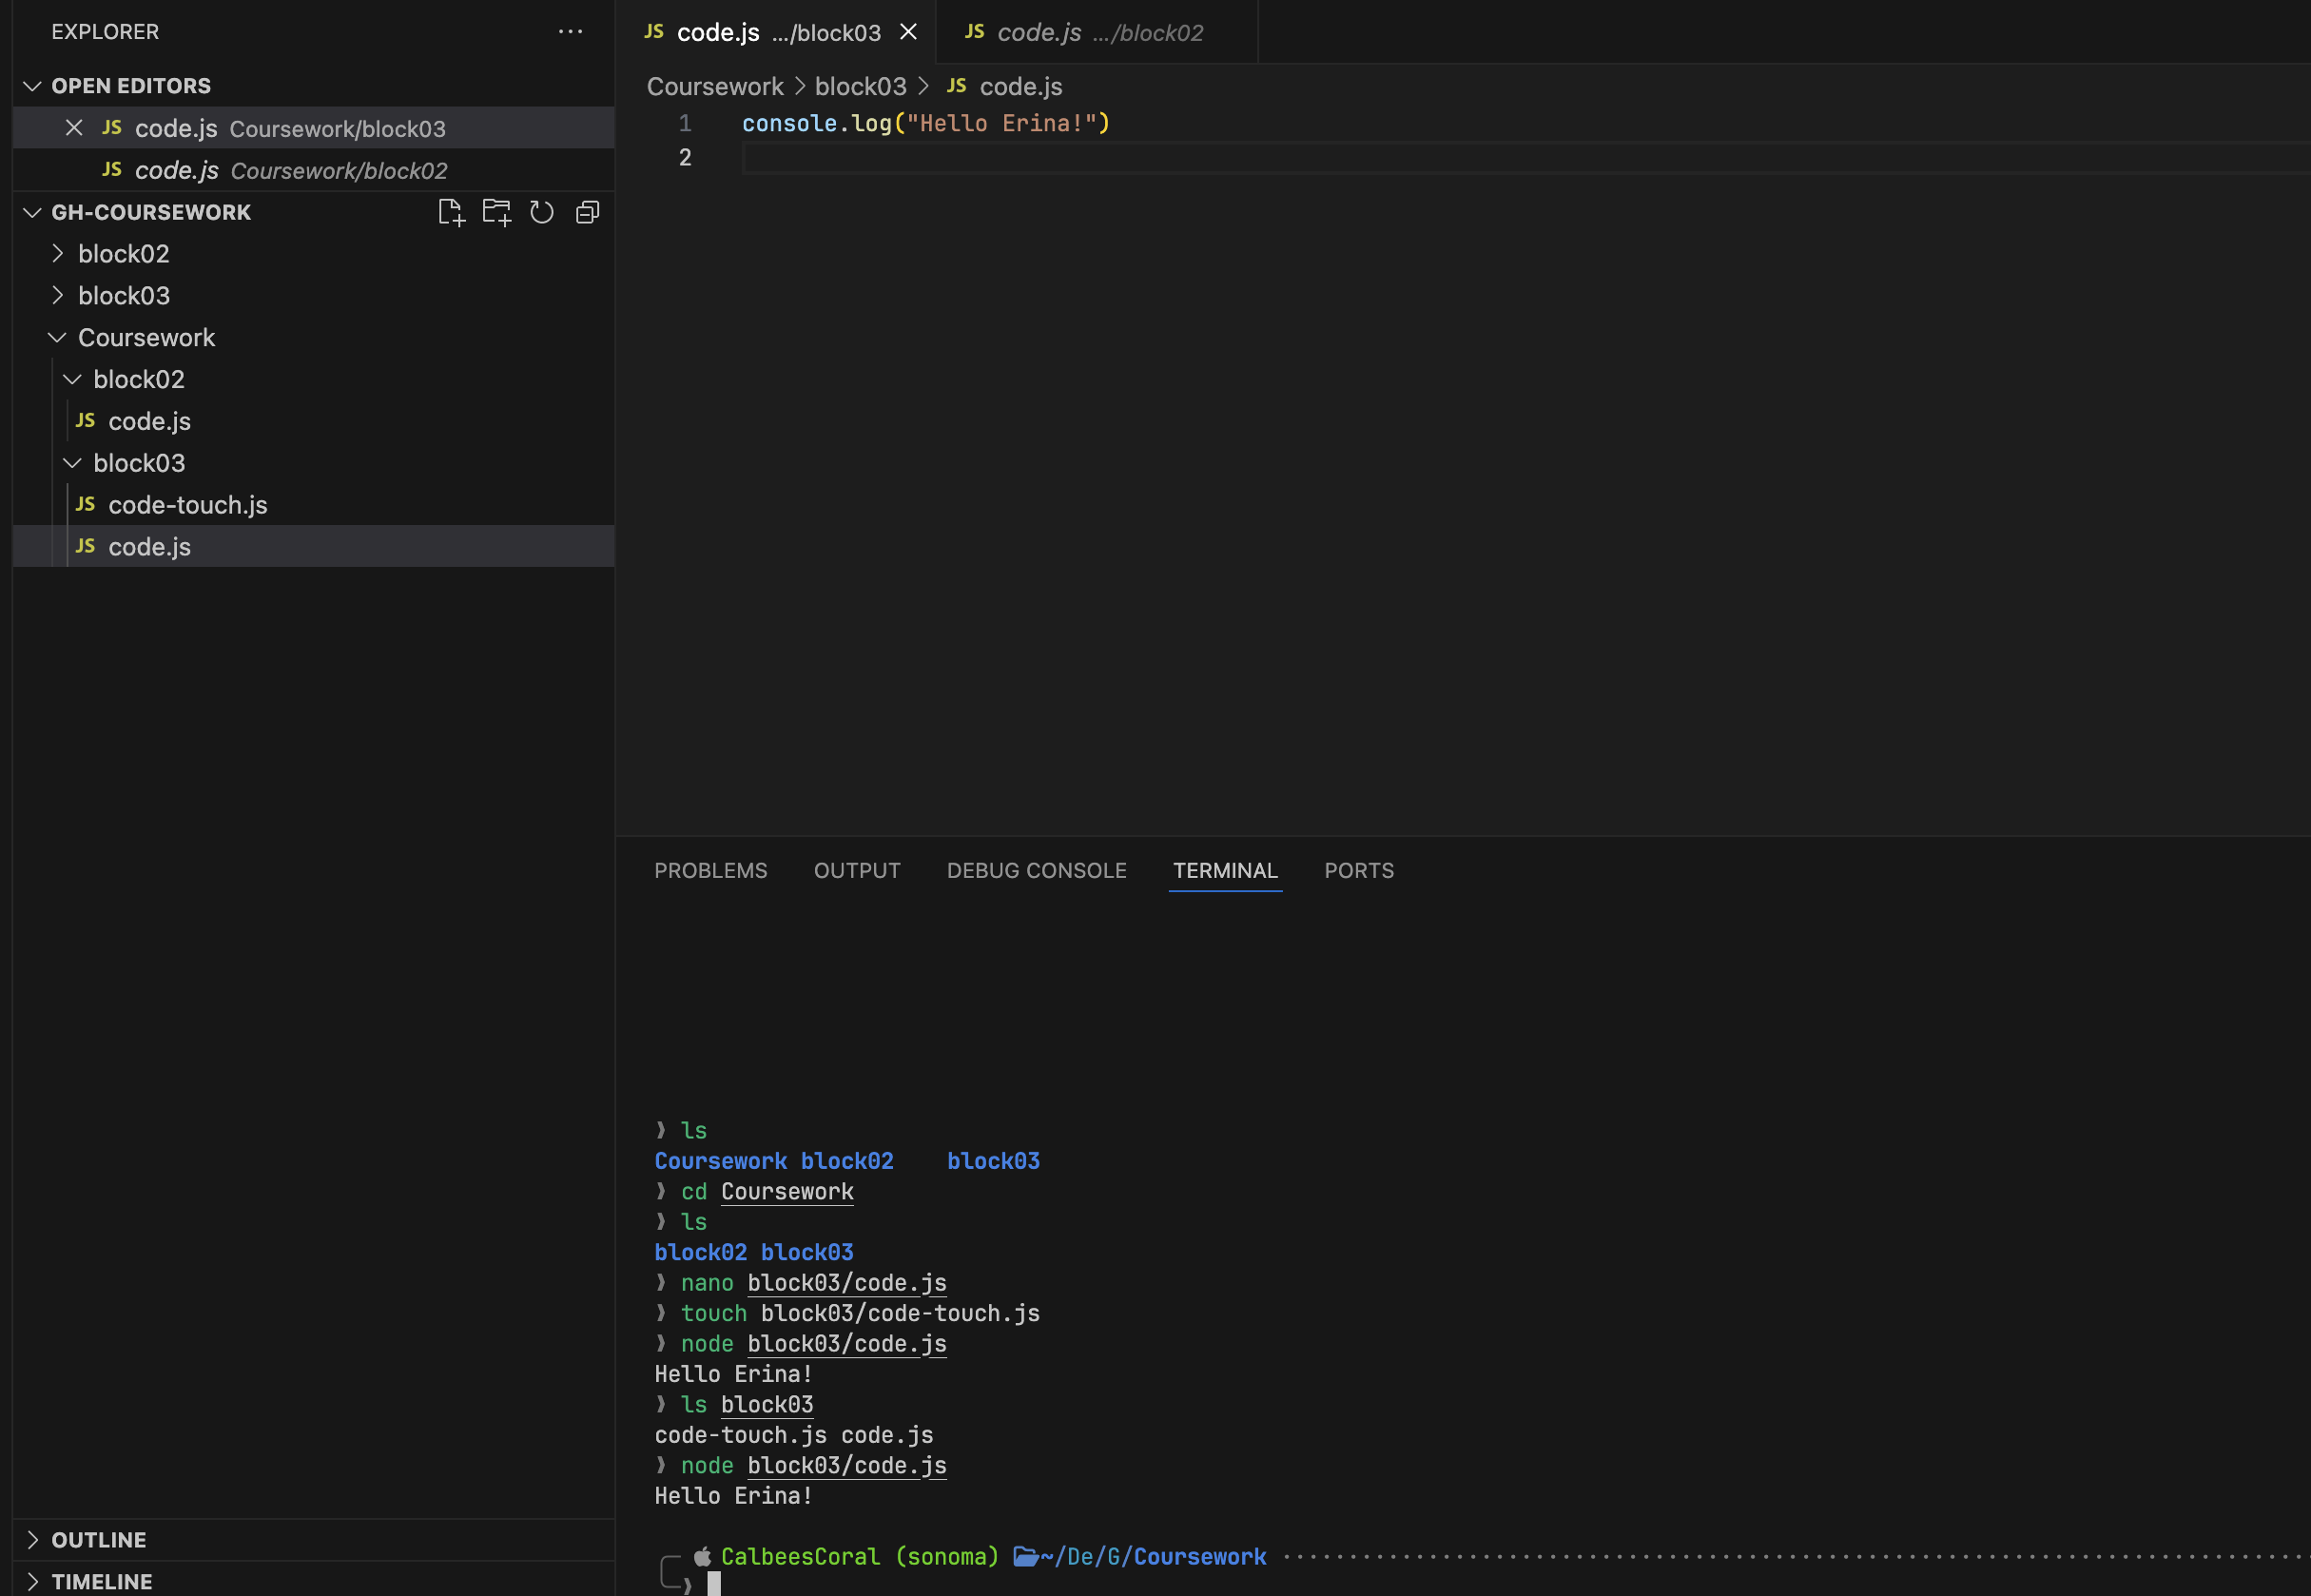 EXPLORER
OPEN EDITORS
JS code.js Coursework/block03
JS code.js Coursework/block02
GH-COURSEWORK
block02
block03
Coursework
block02
JS code.js
block03
JS code-touch.js
JS code.js
OUTLINE
TIMELINE
JS code.js .../block03
JS code.js .../block02
Coursework > block03 > JS code.js
1 console.log("Hello Erina!")
2
PROBLEMS OUTPUT DEBUG CONSOLE TERMINAL PORTS
❯ ls
Coursework block02 block03
❯ cd Coursework
❯ ls
block02 block03
❯ nano block03/code.js
❯ touch block03/code-touch.js
❯ node block03/code.js
Hello Erina!
❯ ls block03
code-touch.js code.js
❯ node block03/code.js
Hello Erina!
CalbeesCoral (sonoma) ~/De/G/Coursework
❯